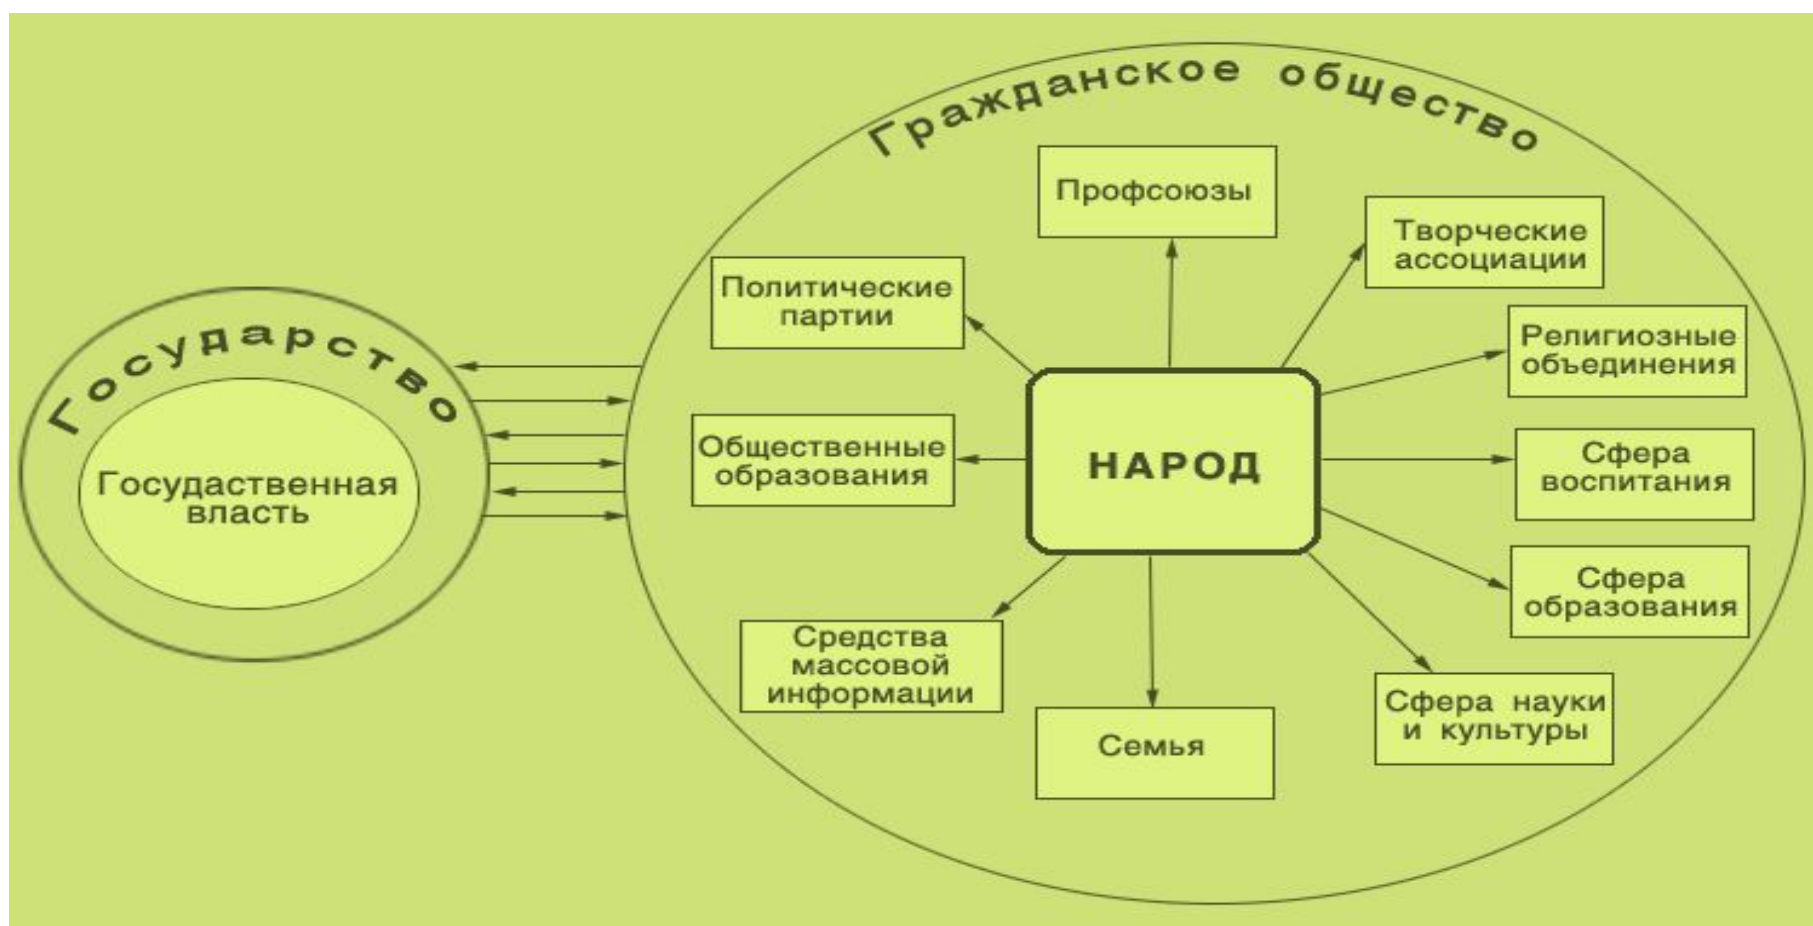 Государство
Государтвенная
власть
Гражданское общество
Профсоюзы
Творческие
ассоциации
Политические
партии
Религиозные
объединения
Общественные
образования
НАРОД
Сфера
воспитания
Сфера
образования
Средства
массовой
информации
Семья
Сфера науки
и культуры